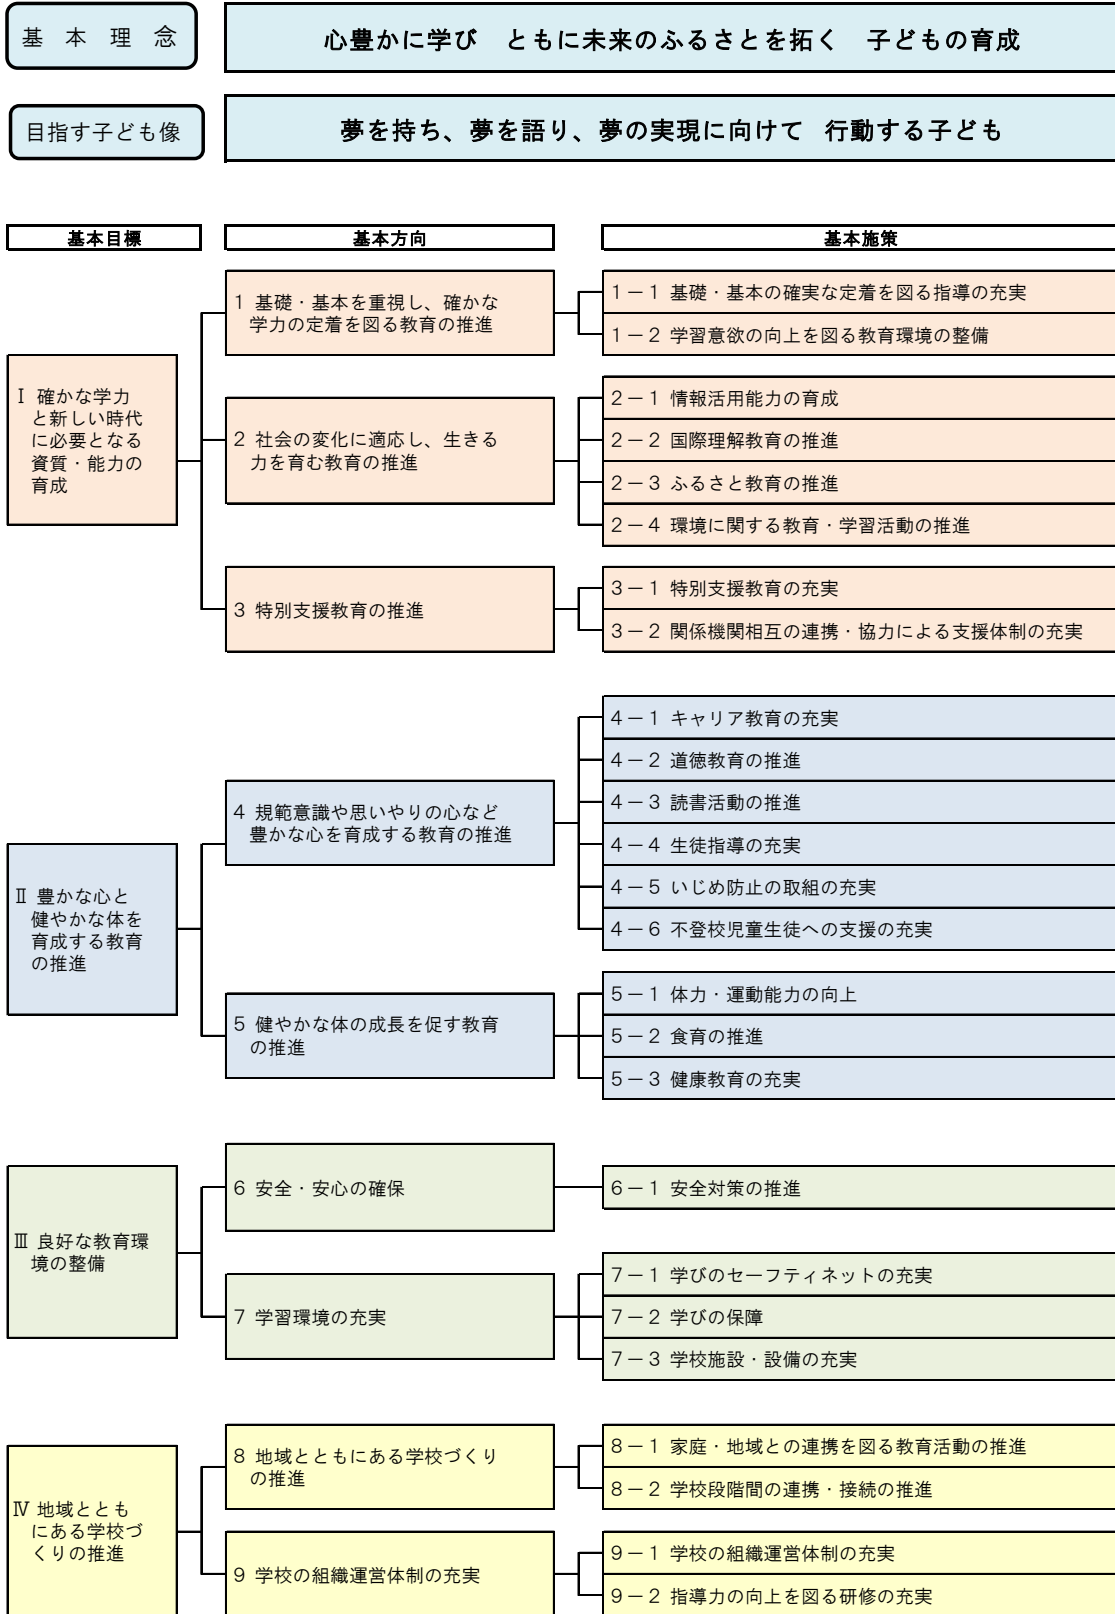 基　本　理　念
心豊かに学び　ともに未来のふるさとを拓く　子どもの育成
目指す子ども像
夢を持ち、夢を語り、夢の実現に向けて　行動する子ども
基本目標
基本方向
基本施策
Ⅰ 確かな学力
と新しい時代
に必要となる
資質・能力の
育成
1 基礎・基本を重視し、確かな
学力の定着を図る教育の推進
1－1 基礎・基本の確実な定着を図る指導の充実
1－2 学習意欲の向上を図る教育環境の整備
2 社会の変化に適応し、生きる
力を育む教育の推進
2－1 情報活用能力の育成
2－2 国際理解教育の推進
2－3 ふるさと教育の推進
2－4 環境に関する教育・学習活動の推進
3 特別支援教育の推進
3－1 特別支援教育の充実
3－2 関係機関相互の連携・協力による支援体制の充実
Ⅱ 豊かな心と
健やかな体を
育成する教育
の推進
4 規範意識や思いやりの心など
豊かな心を育成する教育の推進
4－1 キャリア教育の充実
4－2 道徳教育の推進
4－3 読書活動の推進
4－4 生徒指導の充実
4－5 いじめ防止の取組の充実
4－6 不登校児童生徒への支援の充実
5 健やかな体の成長を促す教育
の推進
5－1 体力・運動能力の向上
5－2 食育の推進
5－3 健康教育の充実
Ⅲ 良好な教育環
境の整備
6 安全・安心の確保
6－1 安全対策の推進
7 学習環境の充実
7－1 学びのセーフティネットの充実
7－2 学びの保障
7－3 学校施設・設備の充実
Ⅳ 地域ととも
にある学校づ
くりの推進
8 地域とともにある学校づくり
の推進
8－1 家庭・地域との連携を図る教育活動の推進
8－2 学校段階間の連携・接続の推進
9 学校の組織運営体制の充実
9－1 学校の組織運営体制の充実
9－2 指導力の向上を図る研修の充実